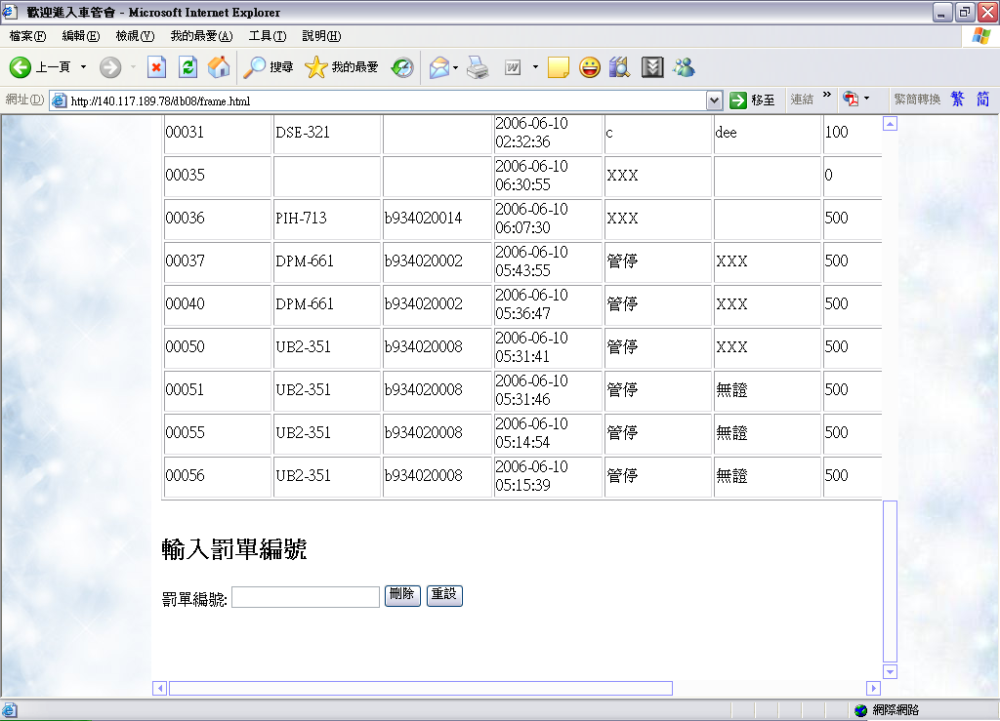 歡迎進入車管會 - Microsoft Internet Explorer
檔案(F) 編輯(E) 檢視(V) 我的最愛(A) 工具(T) 說明(H)
上一頁 搜尋 我的最愛
網址(D) http://140.117.189.78/db08/frame.html 移至 連結 » 繁簡轉換 繁 简
00031 DSE-321 2006-06-10 02:32:36 c dee 100
00035 2006-06-10 06:30:55 XXX 0
00036 PIH-713 b934020014 2006-06-10 06:07:30 XXX 500
00037 DPM-661 b934020002 2006-06-10 05:43:55 管停 XXX 500
00040 DPM-661 b934020002 2006-06-10 05:36:47 管停 XXX 500
00050 UB2-351 b934020008 2006-06-10 05:31:41 管停 XXX 500
00051 UB2-351 b934020008 2006-06-10 05:31:46 管停 無證 500
00055 UB2-351 b934020008 2006-06-10 05:14:54 管停 無證 500
00056 UB2-351 b934020008 2006-06-10 05:15:39 管停 無證 500
輸入罰單編號
罰單編號: 刪除 重設
網際網路